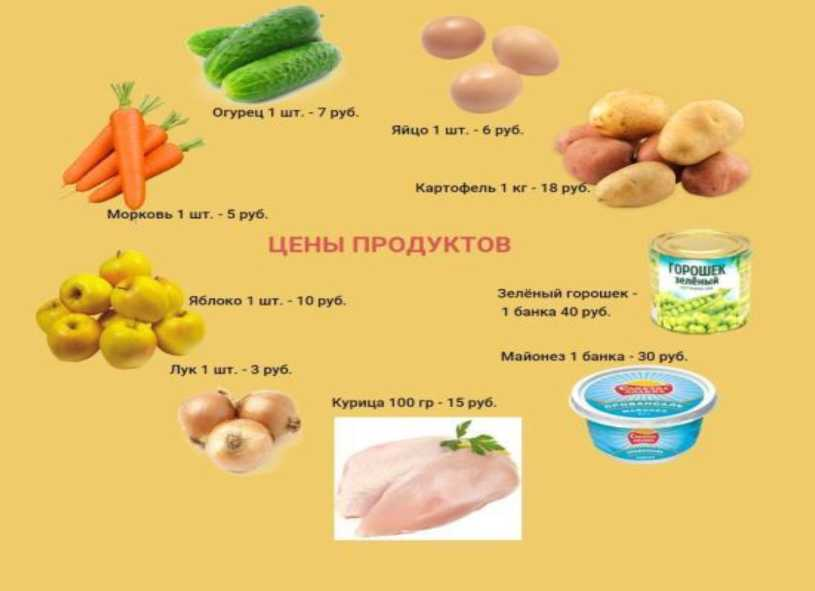 Огурец 1 шт. - 7 руб.
Яйцо 1 шт. - 6 руб.
Картофель 1 кг - 18 руб.
Морковь 1 шт. - 5 руб.
ЦЕНЫ ПРОДУКТОВ
ГОРОШЕК
зелёный
Зелёный горошек -
1 банка 40 руб.
Яблоко 1 шт. - 10 руб.
Майонез 1 банка - 30 руб.
Лук 1 шт. - 3 руб.
Курица 100 гр - 15 руб.
ПРОВАНСАЛЬ
МАЙОНЕЗ